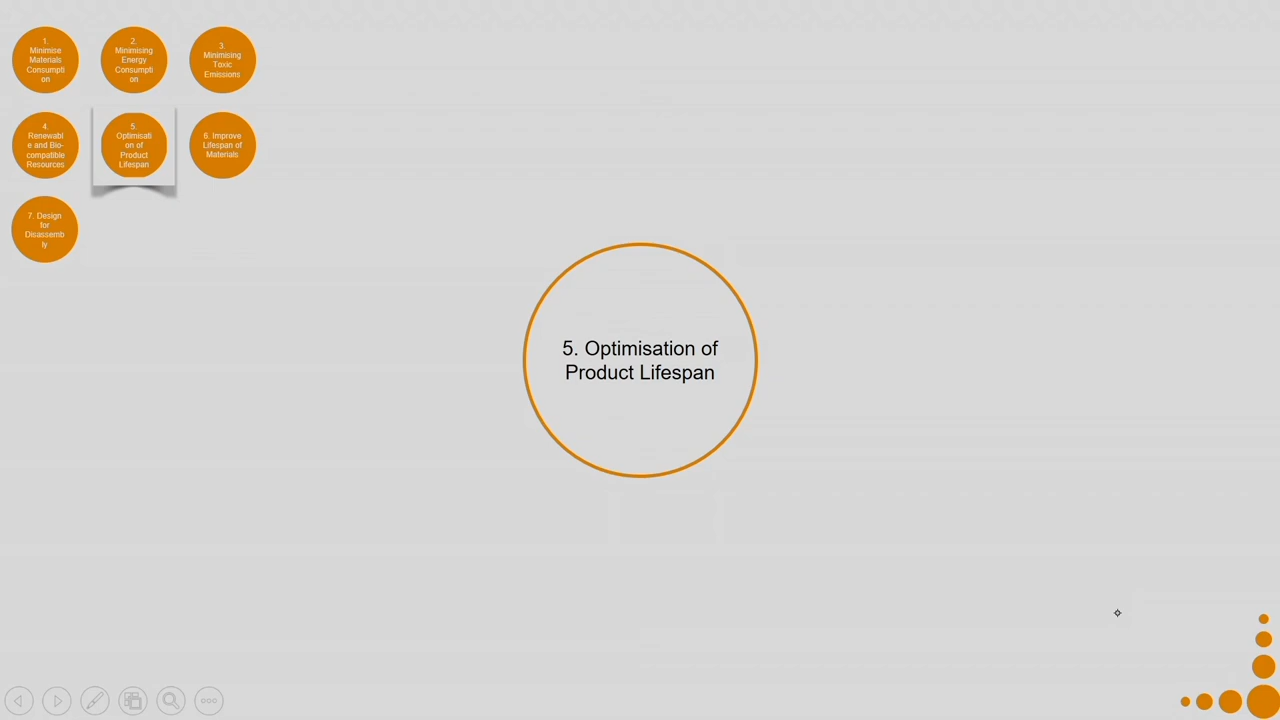 1.
Minimise
Materials
Consumpti
on
2.
Minimising
Energy
Consumpti
on
3.
Minimising
Toxic
Emissions
4.
Renewabl
e and Bio-
compatible
Resources
5.
Optimisati
on of
Product
Lifespan
6. Improve
Lifespan of
Materials
7. Design
for
Disassemb
ly
5. Optimisation of
Product Lifespan